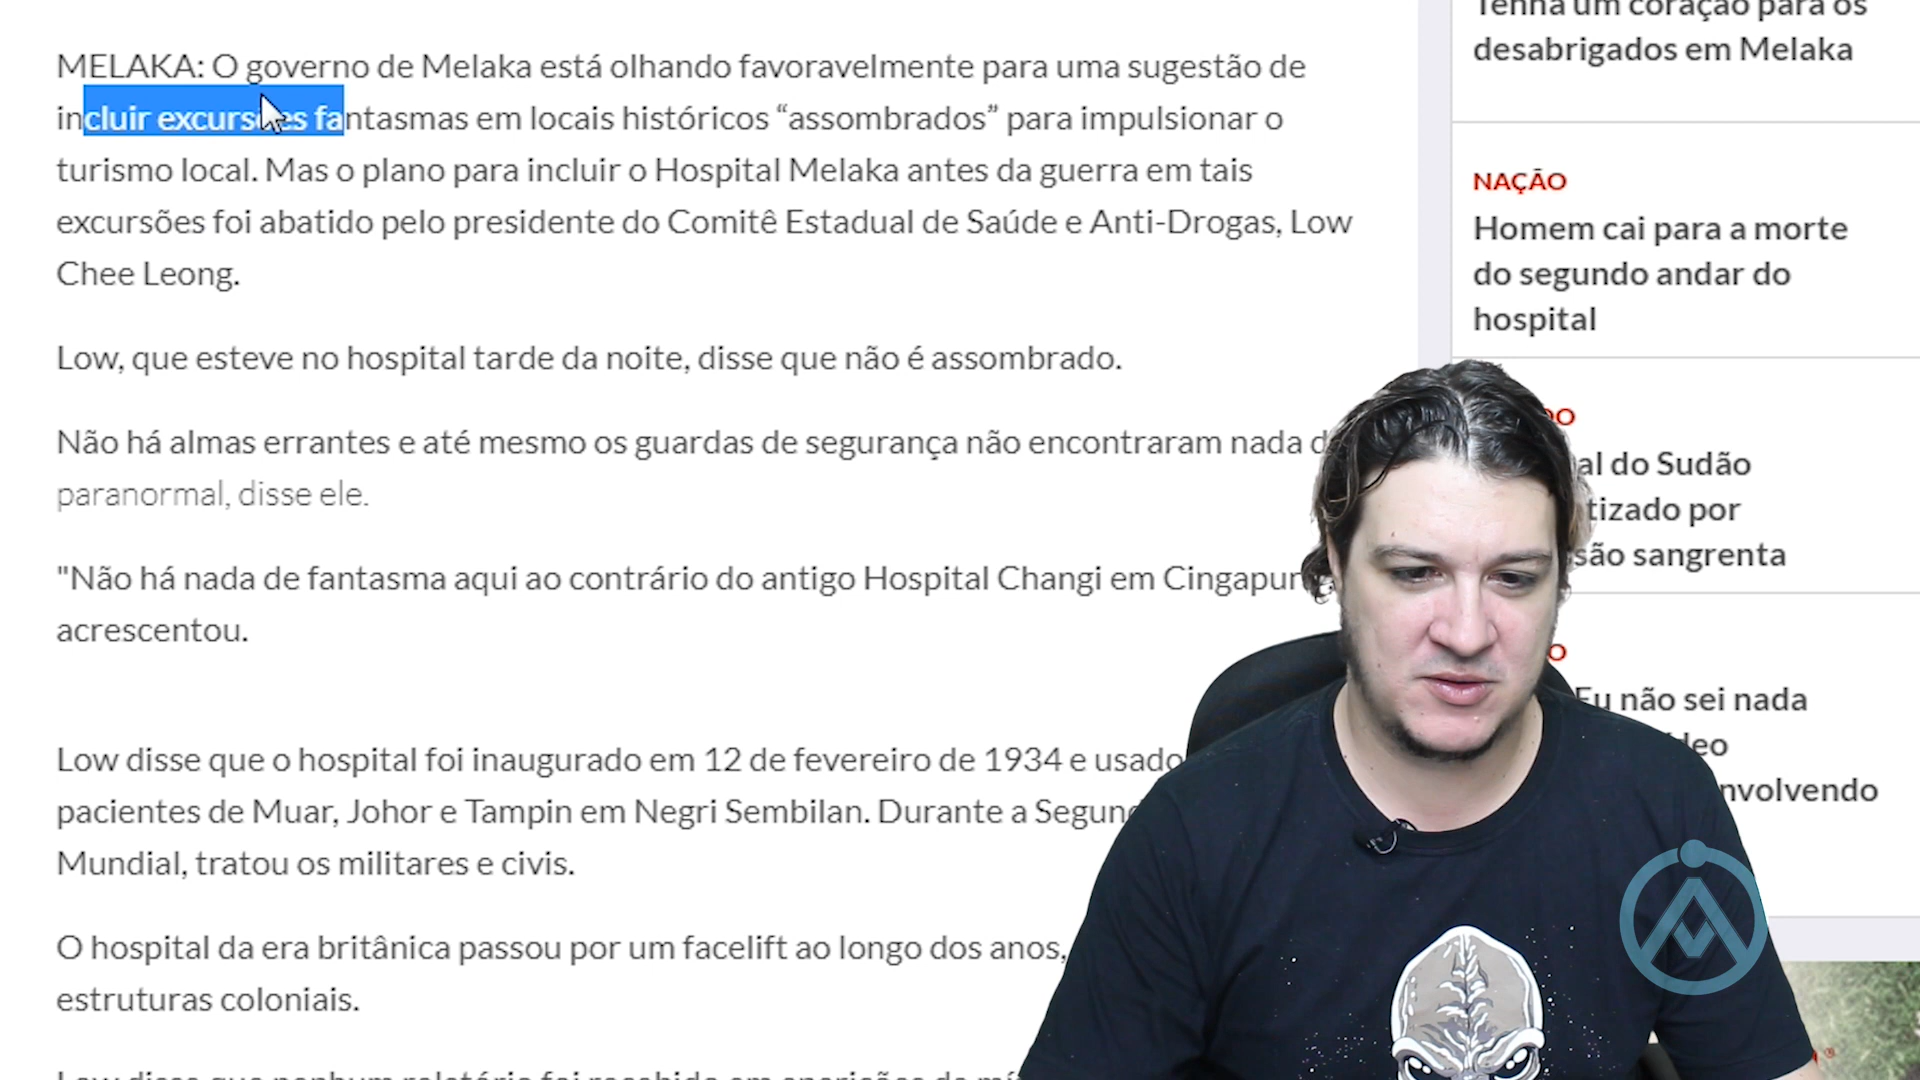 MELAKA: O governo de Melaka está olhando favoravelmente para uma sugestão de
incluir excursões fantasmas em locais históricos “assombrados” para impulsionar o
turismo local. Mas o plano para incluir o Hospital Melaka antes da guerra em tais
excursões foi abatido pelo presidente do Comitê Estadual de Saúde e Anti-Drogas, Low
Chee Leong.
Low, que esteve no hospital tarde da noite, disse que não é assombrado.
Não há almas errantes e até mesmo os guardas de segurança não encontraram nada
paranormal, disse ele.
"Não há nada de fantasma aqui ao contrário do antigo Hospital Changi em
acrescentou.
Low disse que o hospital foi inaugurado em 12 de fevereiro de 1934 e usado
pacientes de Muar, Johor e Tampin em Negri Sembilan. Durante a
Mundial, tratou os militares e civis.
O hospital da era britânica passou por um facelift ao longo dos anos,
estruturas coloniais.
Tenha um coração para os
desabrigados em Melaka
NAÇÃO
Homem cai para a morte
do segundo andar do
hospital
do Sudão
por
sangrenta
Eu não sei nada